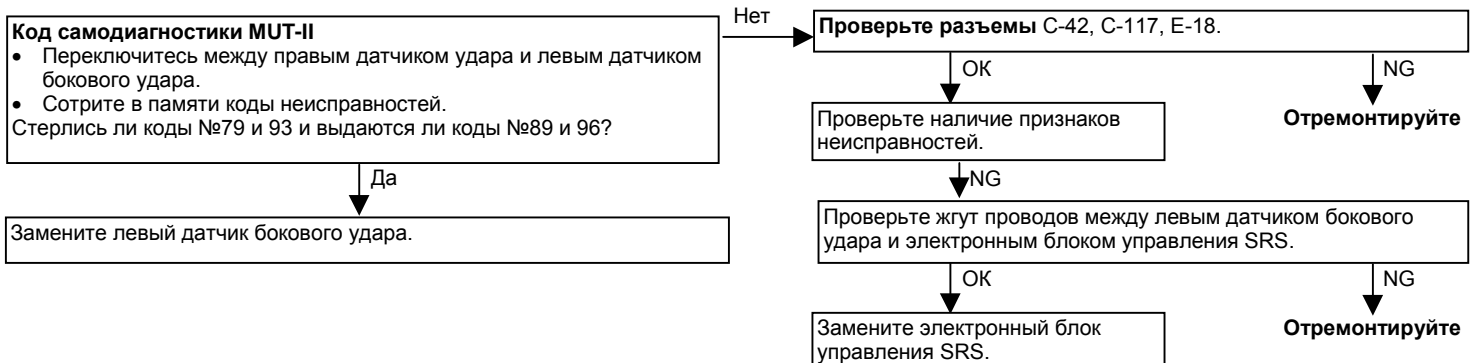 Код самодиагностики MUT-II
• Переключитесь между правым датчиком удара и левым датчиком
бокового удара.
• Сотрите в памяти коды неисправностей.
Стерлись ли коды №79 и 93 и выдаются ли коды №89 и 96?
Нет
Проверьте разъемы С-42, С-117, Е-18.
ОК
NG
Проверьте наличие признаков
неисправностей.
Отремонтируйте
Да
NG
Замените левый датчик бокового удара.
Проверьте жгут проводов между левым датчиком бокового
удара и электронным блоком управления SRS.
ОК
NG
Замените электронный блок
управления SRS.
Отремонтируйте